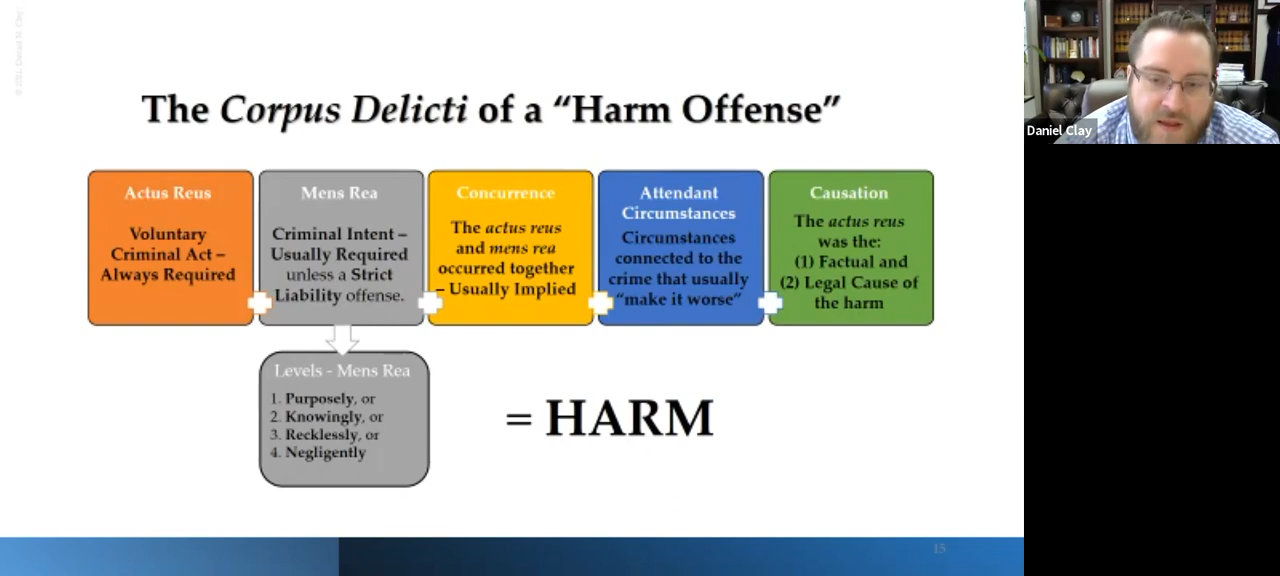 The Corpus Delicti of a “Harm Offense”
Actus Reus
Voluntary
Criminal Act –
Always Required
Mens Rea
Criminal Intent –
Usually Required
unless a Strict
Liability offense.
Concurrence
The actus reus
and mens rea
occurred together
– Usually Implied
Attendant
Circumstances
Circumstances
connected to the
crime that usually
“make it worse”
Causation
The actus reus
was the:
(1) Factual and
(2) Legal Cause of
the harm
Levels - Mens Rea
1. Purposely, or
2. Knowingly, or
3. Recklessly, or
4. Negligently
= HARM
15
Daniel Clay